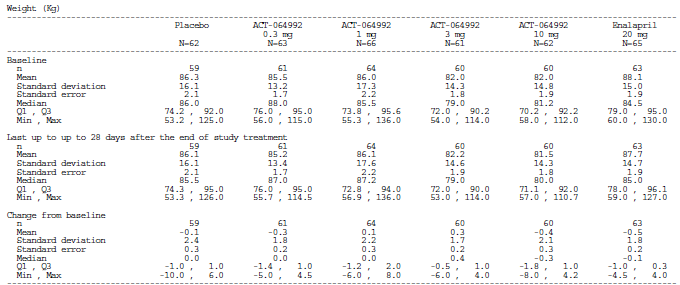 Weight (Kg)
Placebo ACT-064992 ACT-064992 ACT-064992 ACT-064992 Enalapril
0.3 mg 1 mg 3 mg 10 mg 20 mg
N=62 N=63 N=66 N=61 N=62 N=65
Baseline
n 59 61 64 60 60 63
Mean 86.3 85.5 86.0 82.0 82.0 88.1
Standard deviation 16.1 13.2 17.3 14.3 14.8 15.0
Standard error 2.1 1.7 2.2 1.8 1.9 1.9
Median 86.0 88.0 85.5 79.0 81.2 84.5
Q1 , Q3 74.2 , 92.0 76.0 , 95.0 73.8 , 95.6 72.0 , 90.2 70.2 , 92.2 79.0 , 95.0
Min , Max 53.2 , 125.0 56.0 , 115.0 55.3 , 136.0 54.0 , 114.0 58.0 , 112.0 60.0 , 130.0
Last up to up to 28 days after the end of study treatment
n 59 61 64 60 60 63
Mean 86.1 85.2 86.1 82.2 81.5 87.7
Standard deviation 16.1 13.4 17.6 14.6 14.3 14.7
Standard error 2.1 1.7 2.2 1.9 1.8 1.9
Median 85.5 87.0 87.2 79.0 80.0 85.0
Q1 , Q3 74.3 , 95.0 76.0 , 95.0 72.8 , 94.0 72.0 , 90.0 71.1 , 92.0 78.0 , 96.1
Min , Max 53.3 , 126.0 55.7 , 114.5 56.9 , 136.0 53.0 , 114.0 57.0 , 110.7 59.0 , 127.0
Change from baseline
n 59 61 64 60 60 63
Mean -0.1 -0.3 0.1 0.3 -0.4 -0.5
Standard deviation 2.4 1.8 2.2 1.7 2.1 1.8
Standard error 0.3 0.2 0.3 0.2 0.3 0.2
Median 0.0 0.0 0.0 0.4 -0.3 -0.1
Q1 , Q3 -1.0 , 1.0 -1.4 , 1.0 -1.2 , 2.0 -0.5 , 1.0 -1.8 , 1.0 -1.0 , 0.3
Min , Max -10.0 , 6.0 -5.0 , 4.5 -6.0 , 8.0 -6.0 , 4.0 -8.0 , 4.2 -4.5 , 4.0